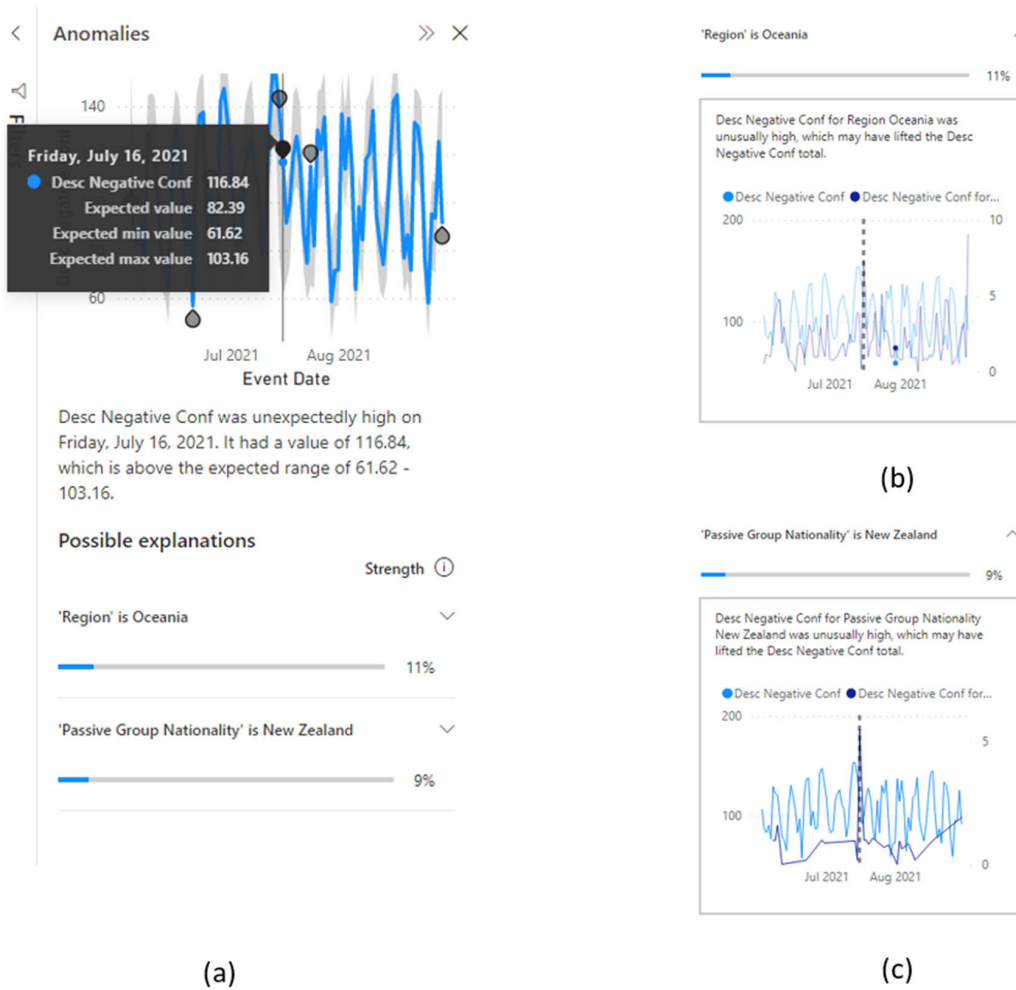 Anomalies
Filters
140
Friday, July 16, 2021
Desc Negative Conf 116.84
Expected value 82.39
Expected min value 61.62
Expected max value 103.16
60
Jul 2021 Aug 2021
Event Date
Desc Negative Conf was unexpectedly high on
Friday, July 16, 2021. It had a value of 116.84,
which is above the expected range of 61.62 -
103.16.
Possible explanations
Strength
'Region' is Oceania
11%
'Passive Group Nationality' is New Zealand
9%
(a)
'Region' is Oceania
11%
Desc Negative Conf for Region Oceania was
unusually high, which may have lifted the Desc
Negative Conf total.
Desc Negative Conf Desc Negative Conf for...
200 10
100 5
0
Jul 2021 Aug 2021
(b)
'Passive Group Nationality' is New Zealand
9%
Desc Negative Conf for Passive Group Nationality
New Zealand was unusually high, which may have
lifted the Desc Negative Conf total.
Desc Negative Conf Desc Negative Conf for...
200
5
100
0
Jul 2021 Aug 2021
(c)